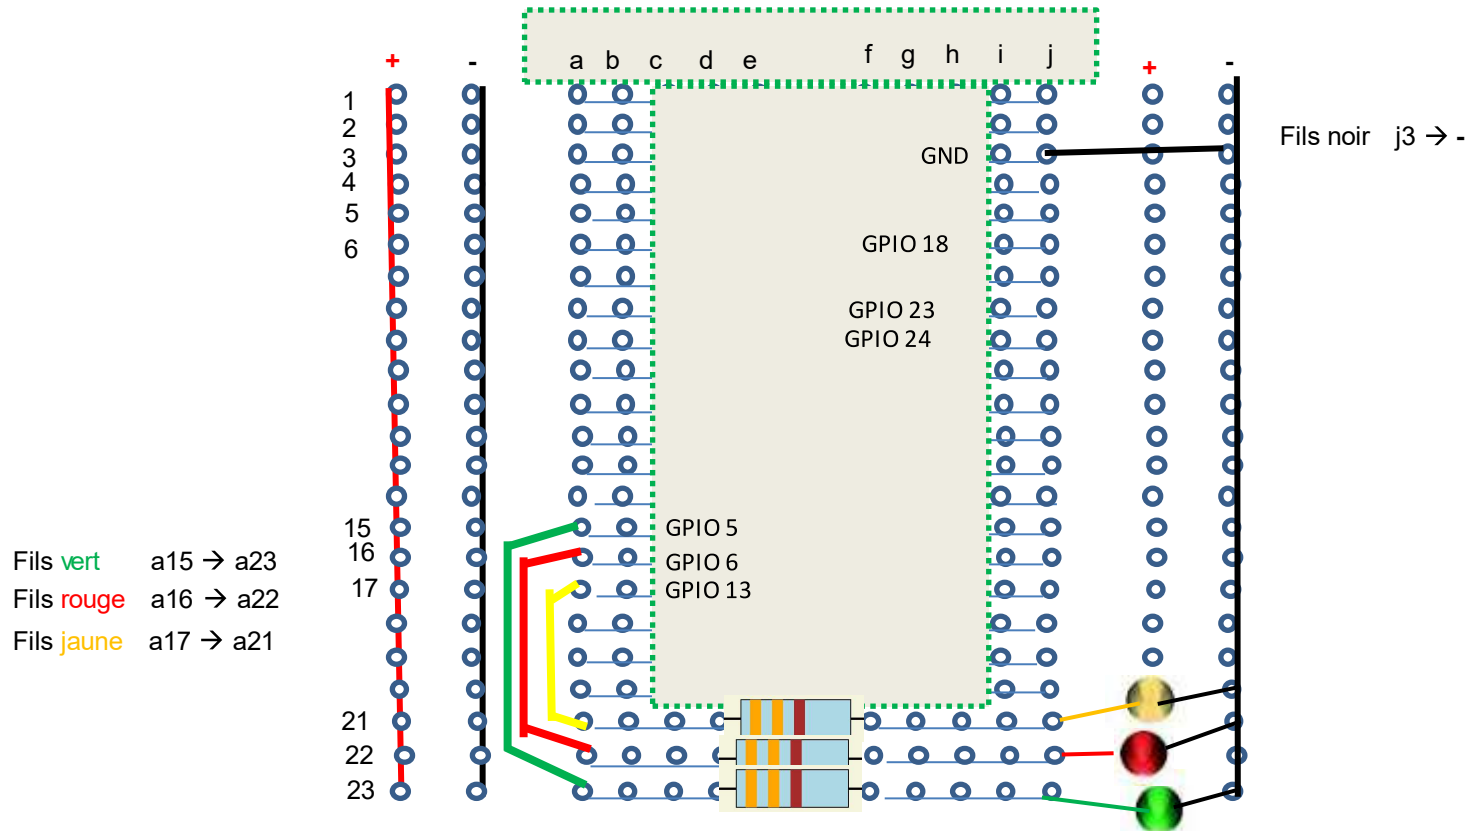 a b c d e f g h i j
+ - + -
1
2
3 GND
4
5
6 GPIO 18
GPIO 23
GPIO 24
Fils noir j3 → -
15 GPIO 5
16 GPIO 6
17 GPIO 13
Fils vert a15 → a23
Fils rouge a16 → a22
Fils jaune a17 → a21
21
22
23